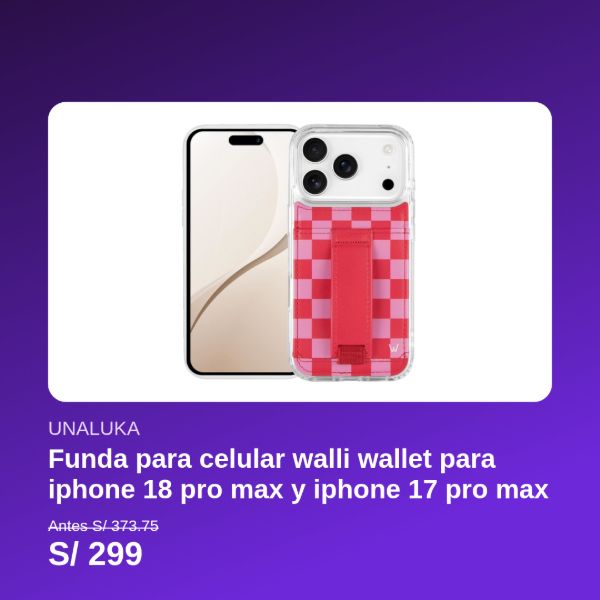 W
UNALUKA
Funda para celular walli wallet para
iphone 18 pro max y iphone 17 pro max
Antes S/ 373.75
S/ 299